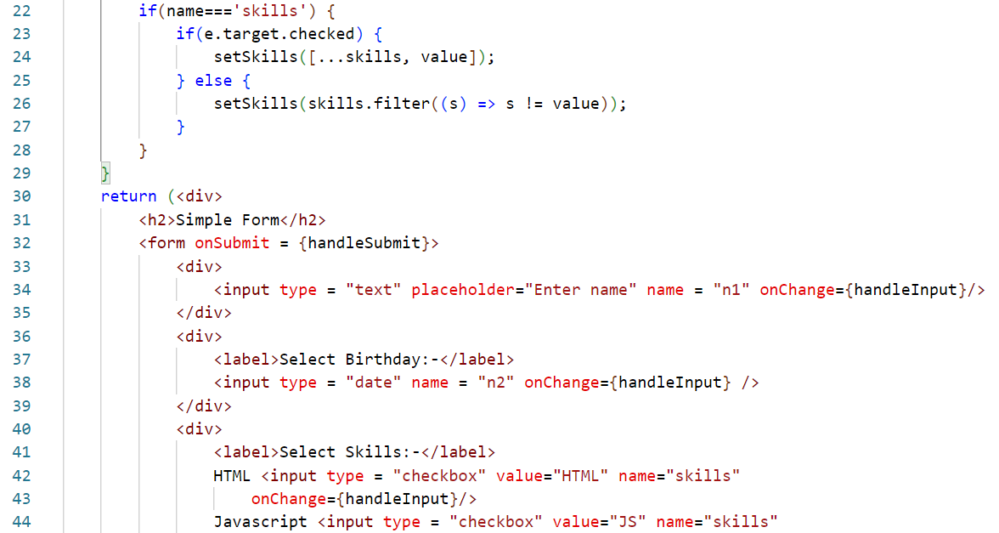 22 if(name==='skills') {
23 if(e.target.checked) {
24 setSkills([...skills, value]);
25 } else {
26 setSkills(skills.filter((s) => s != value));
27 }
28 }
29 }
30 return (<div>
31 <h2>Simple Form</h2>
32 <form onSubmit = {handleSubmit}>
33 <div>
34 <input type = "text" placeholder="Enter name" name = "n1" onChange={handleInput}/>
35 </div>
36 <div>
37 <label>Select Birthday:-</label>
38 <input type = "date" name = "n2" onChange={handleInput} />
39 </div>
40 <div>
41 <label>Select Skills:-</label>
42 HTML <input type = "checkbox" value="HTML" name="skills"
43 onChange={handleInput}/>
44 Javascript <input type = "checkbox" value="JS" name="skills"